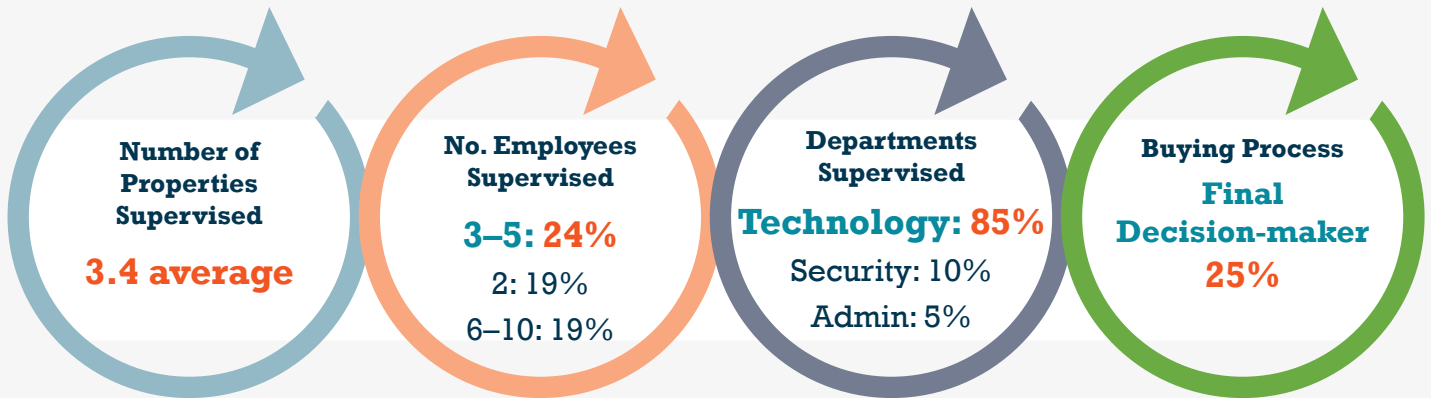 Number of
Properties
Supervised
3.4 average
No. Employees
Supervised
3–5: 24%
2: 19%
6–10: 19%
Departments
Supervised
Technology: 85%
Security: 10%
Admin: 5%
Buying Process
Final
Decision-maker
25%